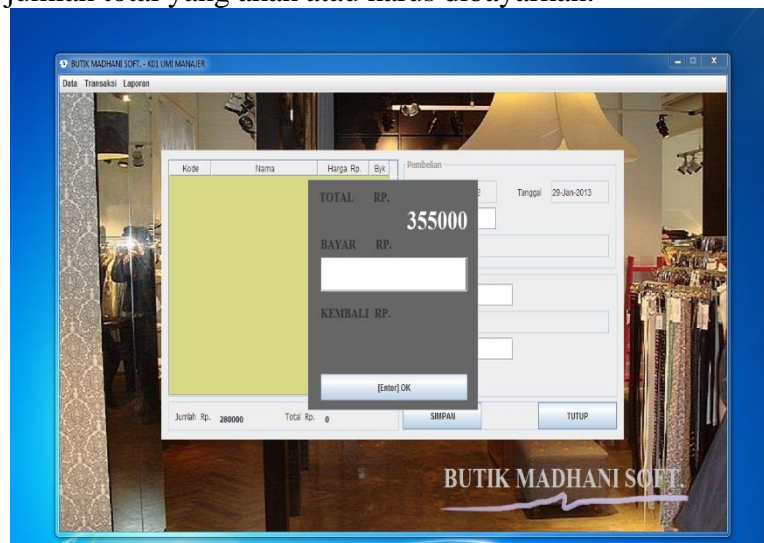 jumlah total yang akan atau harus dibayarkan.
BUTIK MADHANI SOFT. - K01 UMI MANAJER
Data Transaksi Laporan
Kode Nama Harga Rp. Byk
Pembelian
2 Tanggal 29-Jan-2013
TOTAL RP.
355000
BAYAR RP.
KEMBALI RP.
[Enter] OK
Jumlah Rp. 280000 Total Rp. 0
SIMPAN TUTUP
BUTIK MADHANI SOFT.